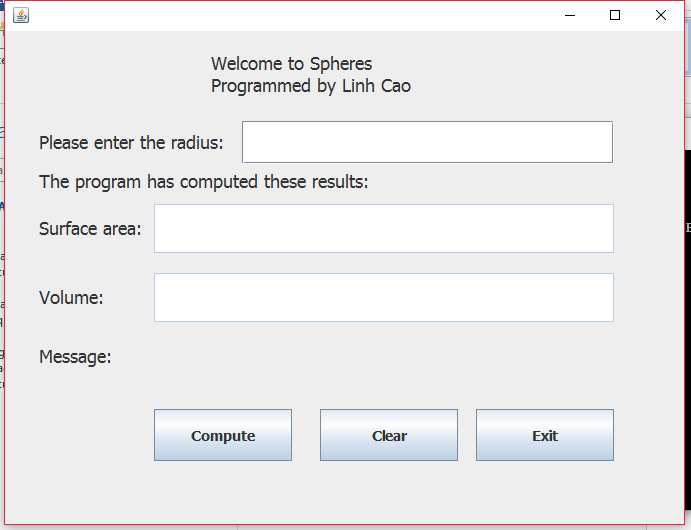 Welcome to Spheres
Programmed by Linh Cao
Please enter the radius:
The program has computed these results:
Surface area:
Volume:
Message:
Compute Clear Exit